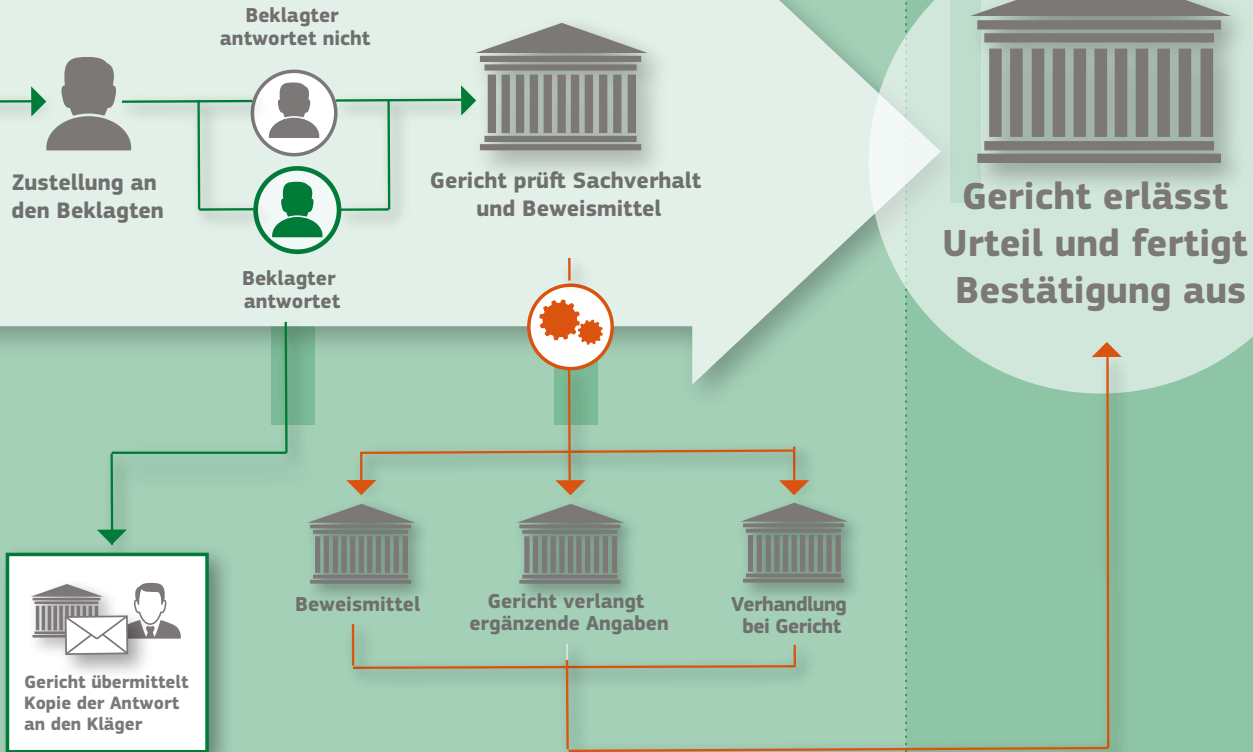 Beklagter
antwortet nicht
Zustellung an
den Beklagten
Gericht prüft Sachverhalt
und Beweismittel
Beklagter
antwortet
Gericht erlässt
Urteil und fertigt
Bestätigung aus
Beweismittel
Gericht verlangt
ergänzende Angaben
Verhandlung
bei Gericht
Gericht übermittelt
Kopie der Antwort
an den Kläger